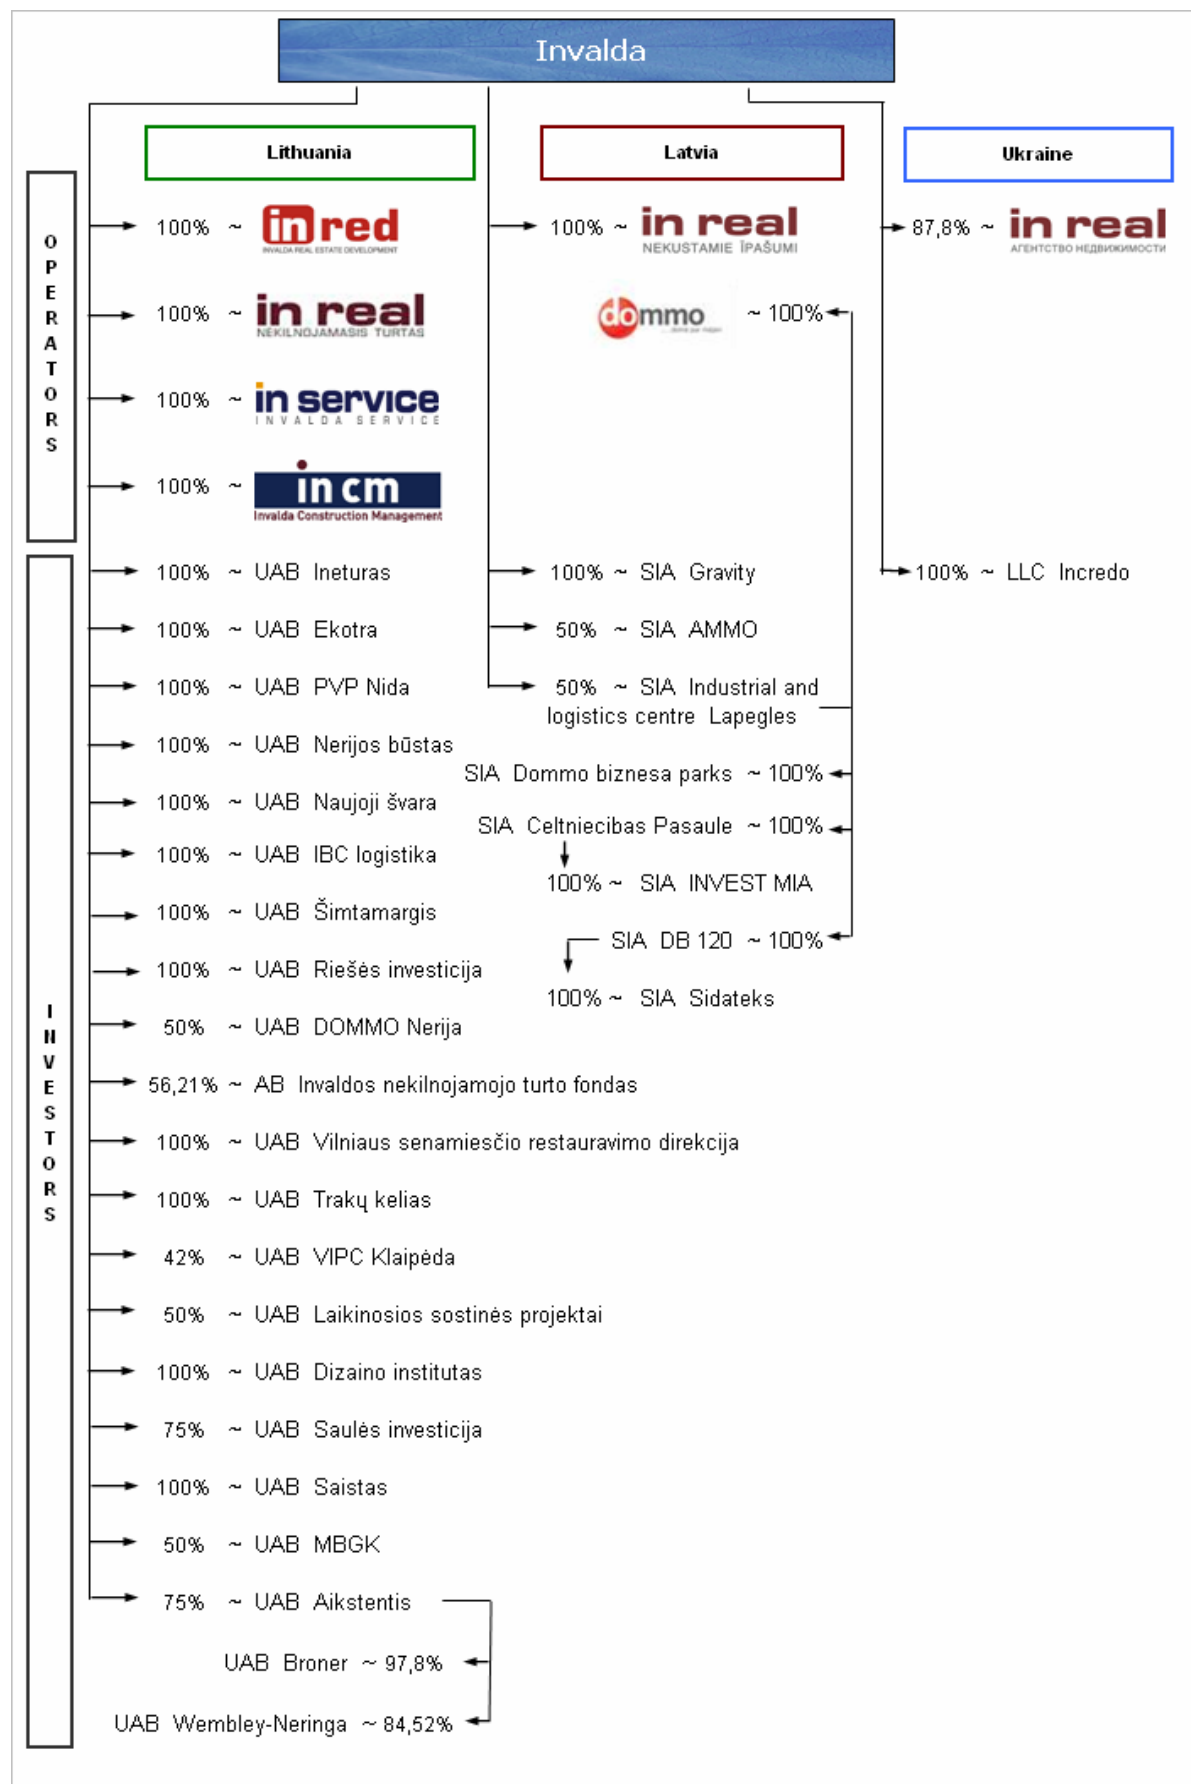 Invalda
Lithuania
Latvia
Ukraine
OPERATORS
100% ~ in red
INVALDA REAL ESTATE DEVELOPMENT
100% ~ in real
NEKUSTAMIE ĪPAŠUMI
87,8% ~ in real
АГЕНТСТВО НЕДВИЖИМОСТИ
100% ~ in real
NEKILNOJAMASIS TURTAS
dommo ~ 100%
100% ~ in service
INVALDA SERVICE
100% ~ in cm
Invalda Construction Management
INVESTORS
100% ~ UAB Ineturas
100% ~ SIA Gravity
100% ~ LLC Incredo
100% ~ UAB Ekotra
50% ~ SIA AMMO
100% ~ UAB PVP Nida
50% ~ SIA Industrial and
logistics centre Lapegles
100% ~ UAB Nerijos būstas
SIA Dommo biznesa parks ~ 100%
100% ~ UAB Naujoji švara
SIA Celtniecibas Pasaule ~ 100%
100% ~ UAB IBC logistika
100% ~ SIA INVEST MIA
100% ~ UAB Šimtamargis
SIA DB 120 ~ 100%
100% ~ UAB Riešės investicija
100% ~ SIA Sidateks
50% ~ UAB DOMMO Nerija
56,21% ~ AB Invaldos nekilnojamojo turto fondas
100% ~ UAB Vilniaus senamiesčio restauravimo direkcija
100% ~ UAB Trakų kelias
42% ~ UAB VIPC Klaipėda
50% ~ UAB Laikinosios sostinės projektai
100% ~ UAB Dizaino institutas
75% ~ UAB Saulės investicija
100% ~ UAB Saistas
50% ~ UAB MBGK
75% ~ UAB Aikstentis
UAB Broner ~ 97,8%
UAB Wembley-Neringa ~ 84,52%